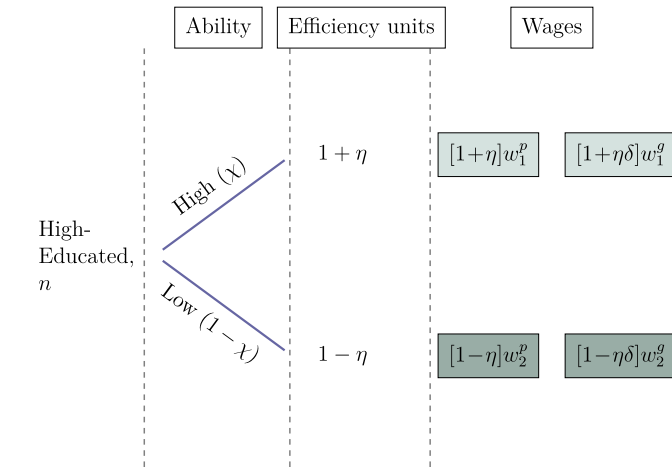 Ability Efficiency units Wages
1 + η [1+η]w₁ᵖ [1+ηδ]w₁ᵍ
High (χ)
High-
Educated,
n
Low (1 − χ)
1 − η [1−η]w₂ᵖ [1−ηδ]w₂ᵍ